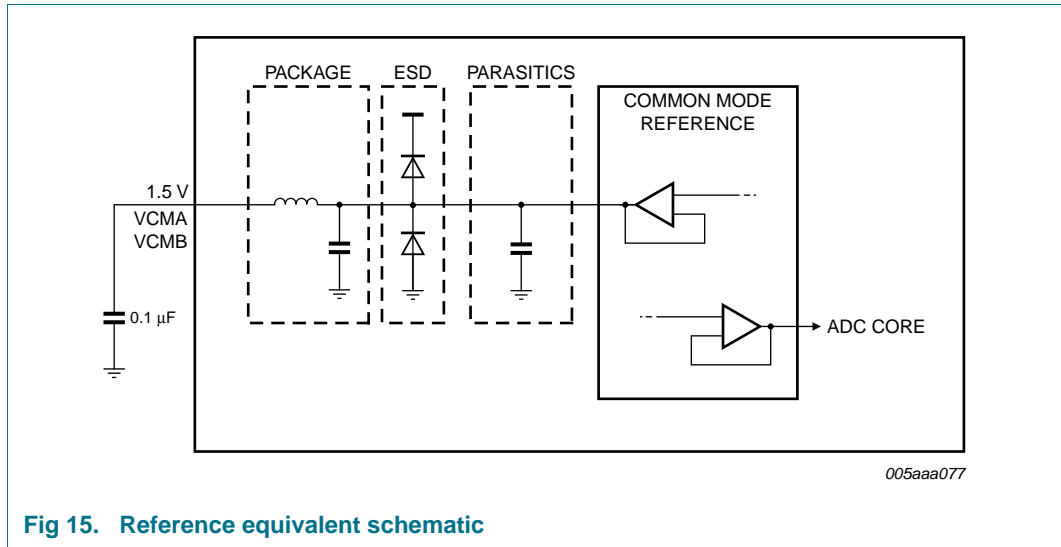 PACKAGE
ESD
PARASITICS
COMMON MODE
REFERENCE
1.5 V
VCMA
VCMB
0.1 μF
ADC CORE
005aaa077
Fig 15. Reference equivalent schematic